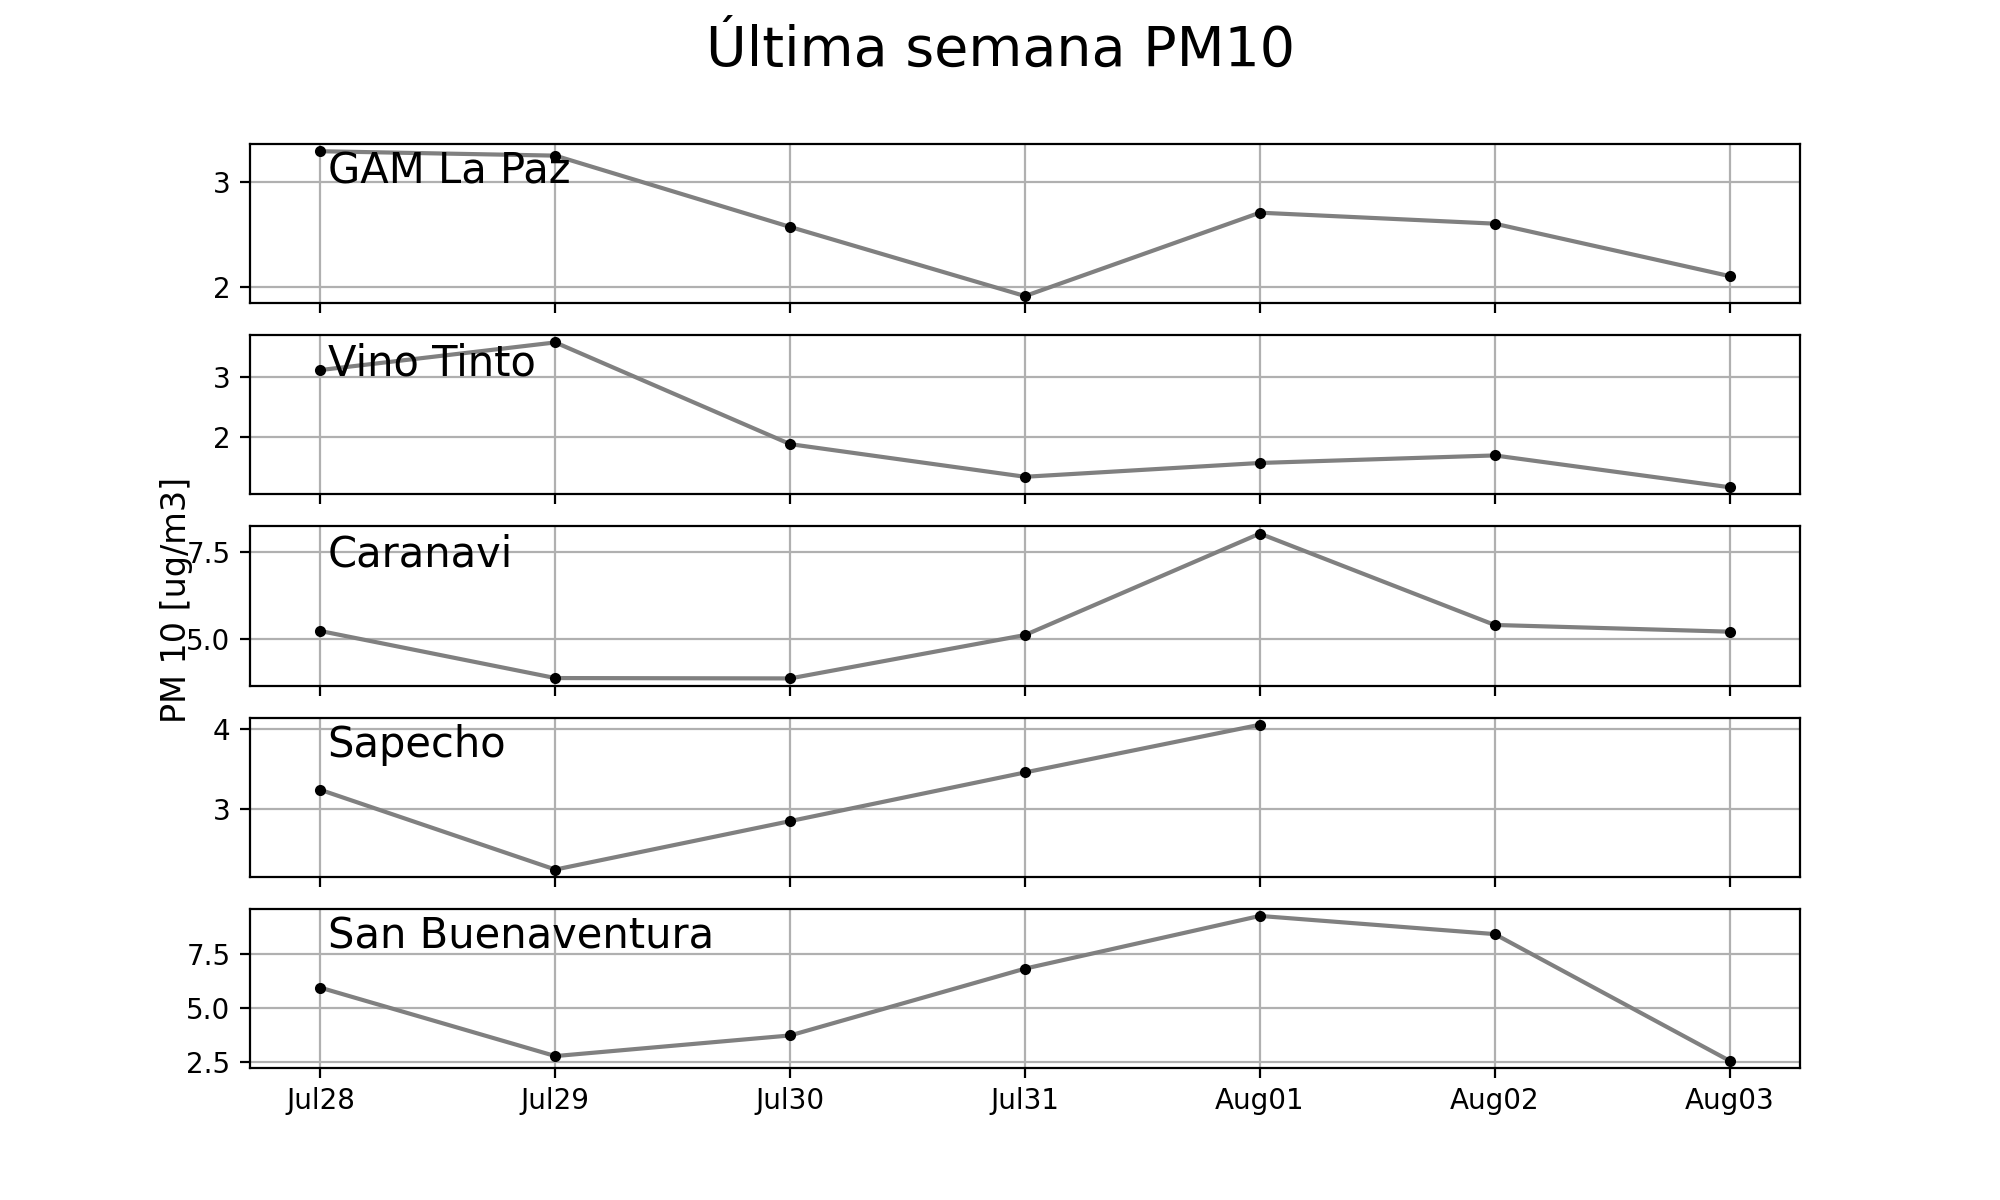 Última semana PM10
GAM La Paz
3
2
Vino Tinto
3
2
PM 10 [ug/m3]
Caranavi
7.5
5.0
Sapecho
4
3
San Buenaventura
7.5
5.0
2.5
Jul28 Jul29 Jul30 Jul31 Aug01 Aug02 Aug03